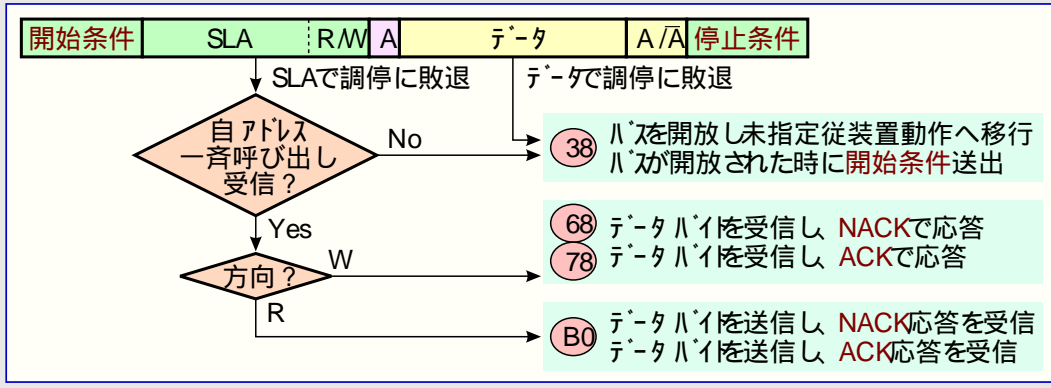 開始条件 SLA R/W A ﾃﾞｰﾀ A/A̅ 停止条件
SLAで調停に敗退 ﾃﾞｰﾀで調停に敗退
自ｱﾄﾞﾚｽ
一斉呼び出し
受信?
No
38
ﾊﾞｽを開放し未指定従装置動作へ移行
ﾊﾞｽが開放された時に開始条件送出
Yes
68 ﾃﾞｰﾀ ﾊﾞｲﾄを受信し、NACKで応答
78 ﾃﾞｰﾀ ﾊﾞｲﾄを受信し、ACKで応答
方向?
W
R
B0
ﾃﾞｰﾀ ﾊﾞｲﾄを送信し、NACK応答を受信
ﾃﾞｰﾀ ﾊﾞｲﾄを送信し、ACK応答を受信